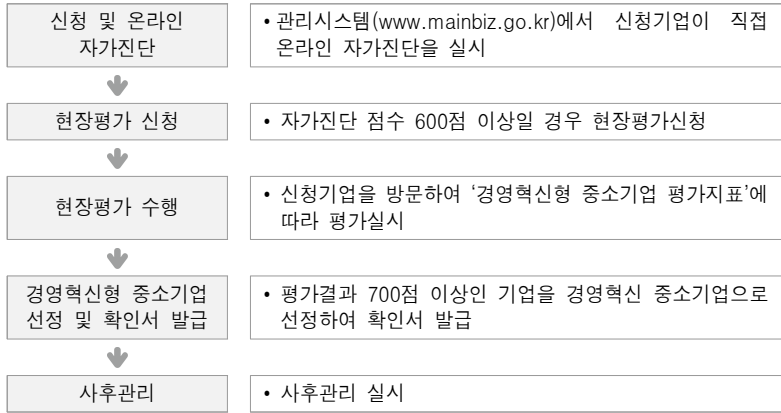 신청 및 온라인
자가진단
• 관리시스템(www.mainbiz.go.kr)에서 신청기업이 직접
온라인 자가진단을 실시
현장평가 신청
• 자가진단 점수 600점 이상일 경우 현장평가신청
현장평가 수행
• 신청기업을 방문하여 ‘경영혁신형 중소기업 평가지표’에
따라 평가실시
경영혁신형 중소기업
선정 및 확인서 발급
• 평가결과 700점 이상인 기업을 경영혁신 중소기업으로
선정하여 확인서 발급
사후관리
• 사후관리 실시